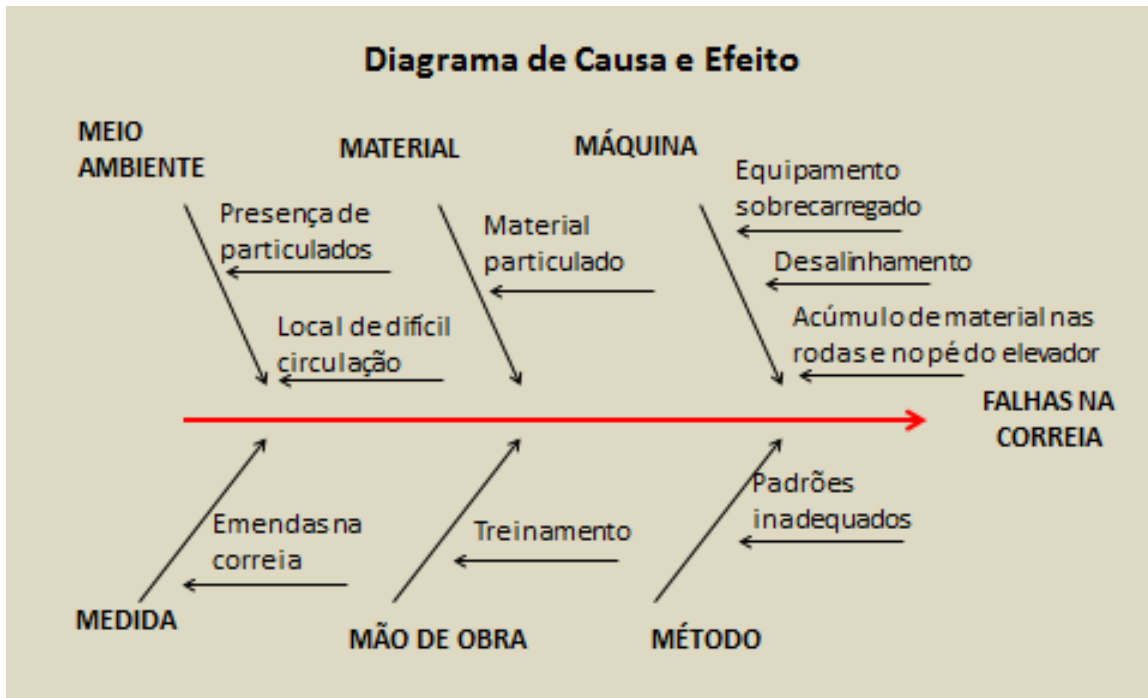 Diagrama de Causa e Efeito
MEIO
AMBIENTE
MATERIAL
MÁQUINA
Presença de
particulados
Local de difícil
circulação
Material
particulado
Equipamento
sobrecarregado
Desalinhamento
Acúmulo de material nas
rodas e no pé do elevador
FALHAS NA
CORREIA
Emendas na
correia
Treinamento
Padrões
inadequados
MEDIDA
MÃO DE OBRA
MÉTODO